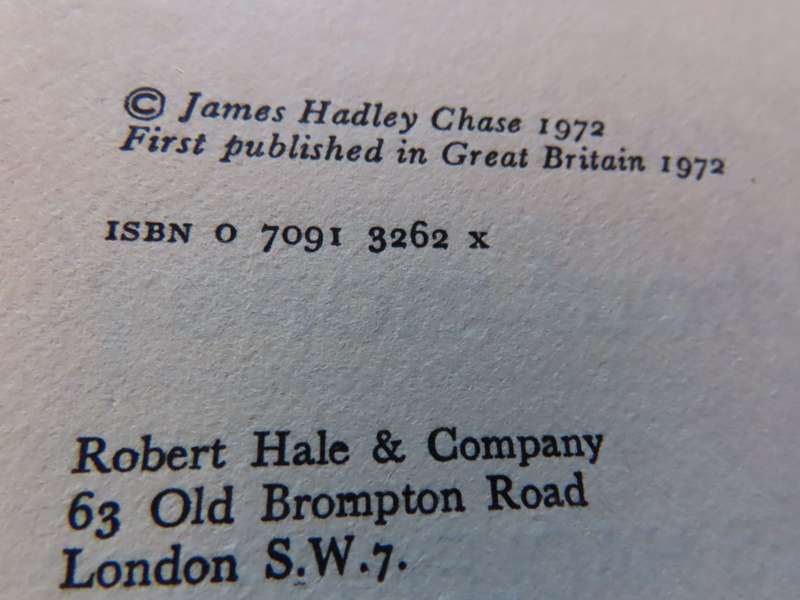 © James Hadley Chase 1972
First published in Great Britain 1972
ISBN 0 7091 3262 x
Robert Hale & Company
63 Old Brompton Road
London S.W.7.